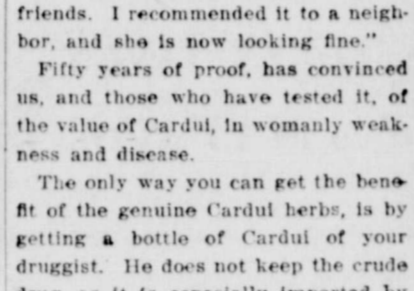 friends. I recommended it to a neigh-
bor, and she is now looking fine."
Fifty years of proof, has convinced
us, and those who have tested it, of
the value of Cardui, in womanly weak-
ness and disease.
The only way you can get the bene-
fit of the genuine Cardui herbs, is by
getting a bottle of Cardui of your
druggist. He does not keep the crude